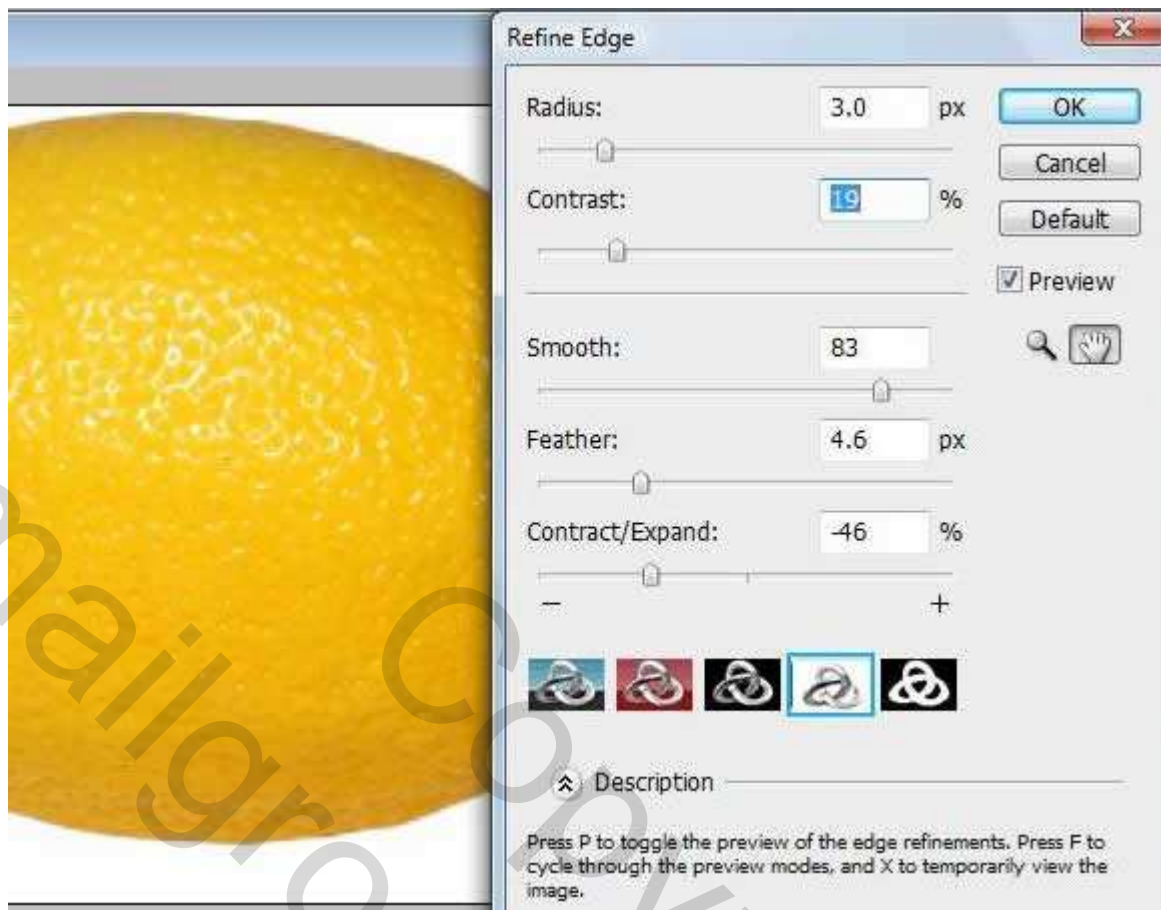 Refine Edge
Radius: 3.0 px
OK
Cancel
Contrast: 19 %
Default
Preview
Smooth: 83
Feather: 4.6 px
Contract/Expand: -46 %
− +
Description
Press P to toggle the preview of the edge refinements. Press F to
cycle through the preview modes, and X to temporarily view the
image.